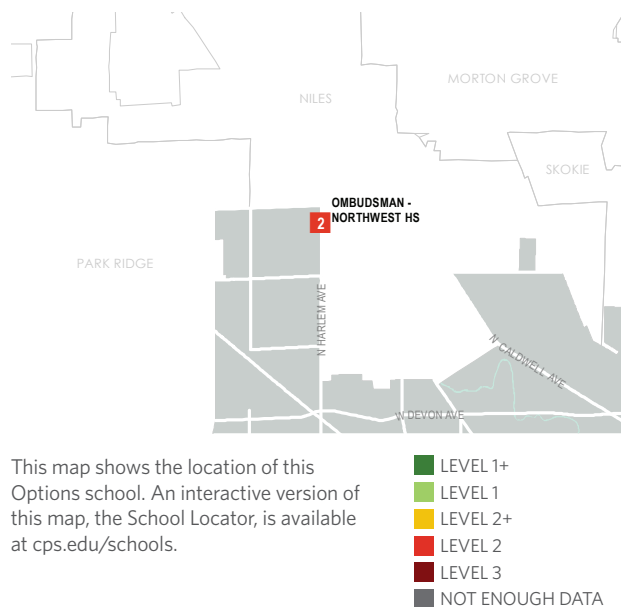 MORTON GROVE
NILES
SKOKIE
OMBUDSMAN -
NORTHWEST HS
2
PARK RIDGE
N HARLEM AVE
N CALDWELL AVE
W DEVON AVE
This map shows the location of this
Options school. An interactive version of
this map, the School Locator, is available
at cps.edu/schools.
LEVEL 1+
LEVEL 1
LEVEL 2+
LEVEL 2
LEVEL 3
NOT ENOUGH DATA